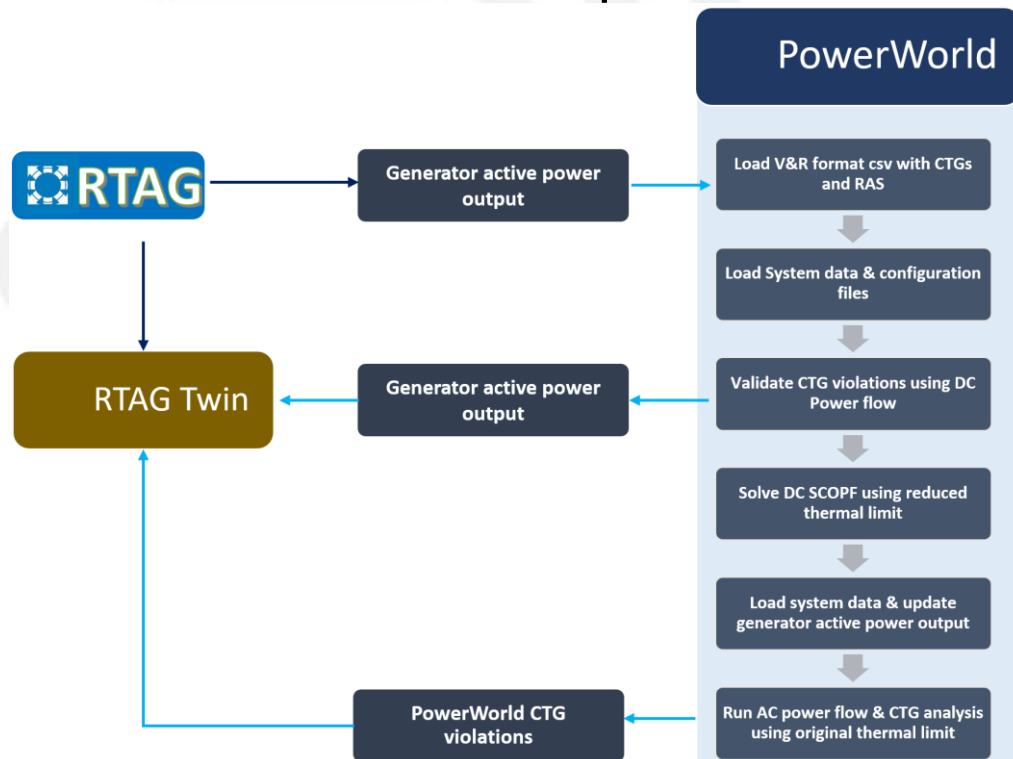 PowerWorld
RTAG
Generator active power
output
Load V&R format csv with CTGs
and RAS
Load System data & configuration
files
RTAG Twin
Generator active power
output
Validate CTG violations using DC
Power flow
Solve DC SCOPF using reduced
thermal limit
Load system data & update
generator active power output
PowerWorld CTG
violations
Run AC power flow & CTG analysis
using original thermal limit